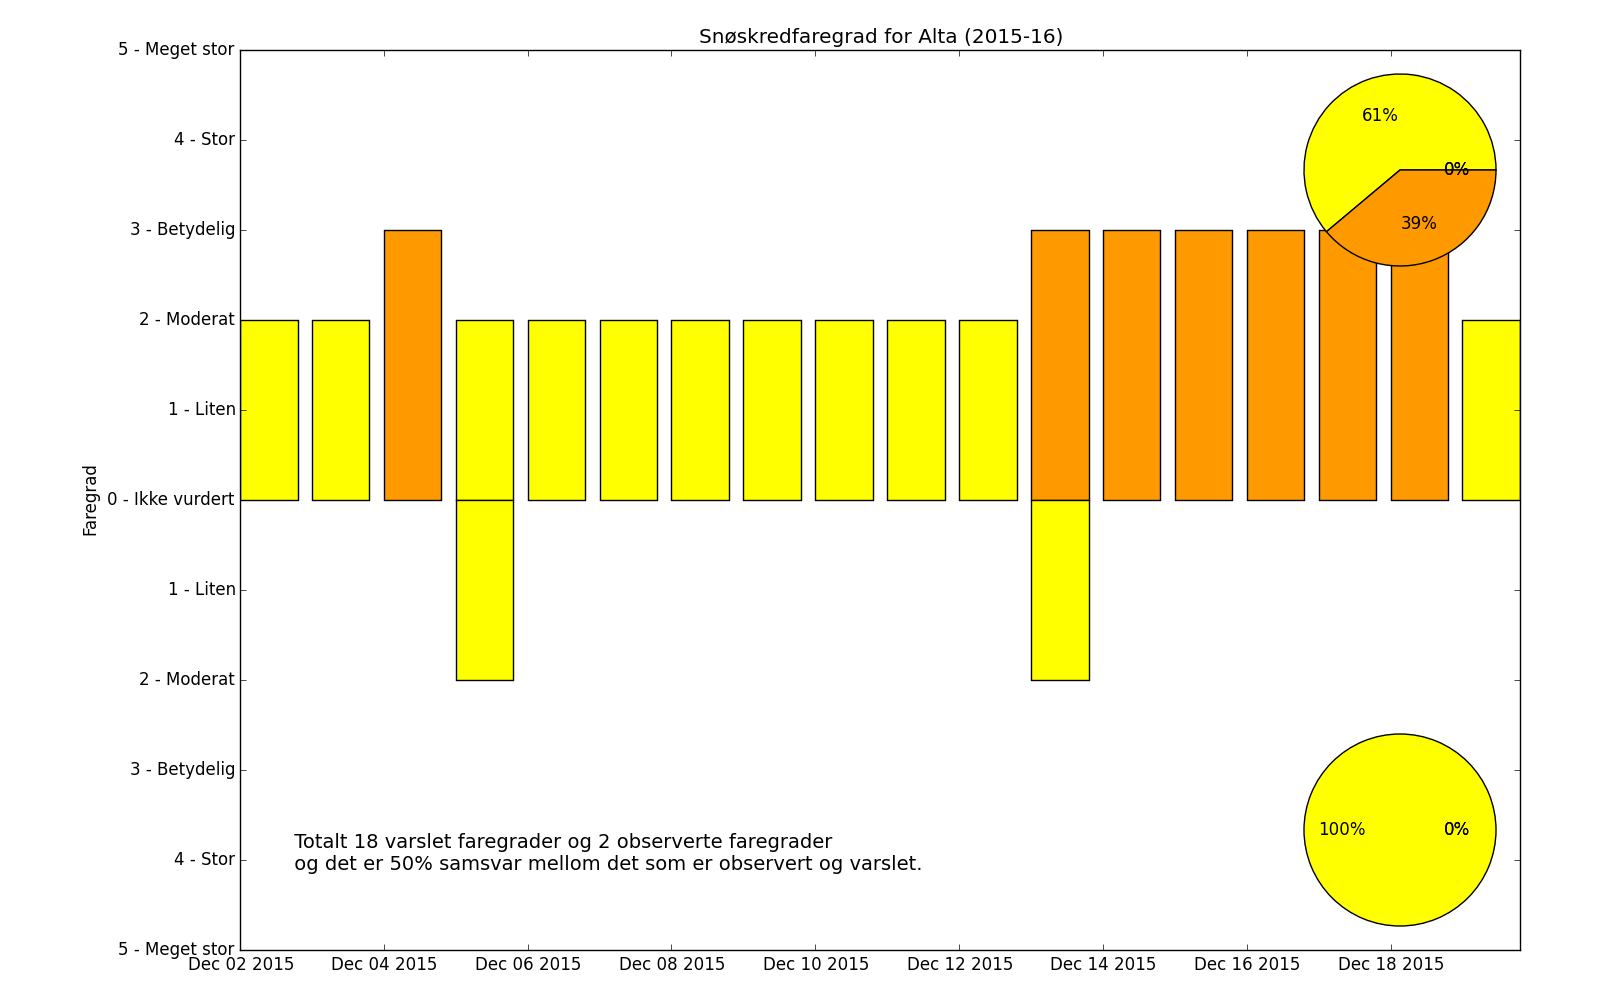 Snøskredfaregrad for Alta (2015-16)
5 - Meget stor
4 - Stor
3 - Betydelig
2 - Moderat
1 - Liten
0 - Ikke vurdert
1 - Liten
2 - Moderat
3 - Betydelig
4 - Stor
5 - Meget stor
Faregrad
61%
0%
39%
100%
0%
Totalt 18 varslet faregrader og 2 observerte faregrader
og det er 50% samsvar mellom det som er observert og varslet.
Dec 02 2015 Dec 04 2015 Dec 06 2015 Dec 08 2015 Dec 10 2015 Dec 12 2015 Dec 14 2015 Dec 16 2015 Dec 18 2015